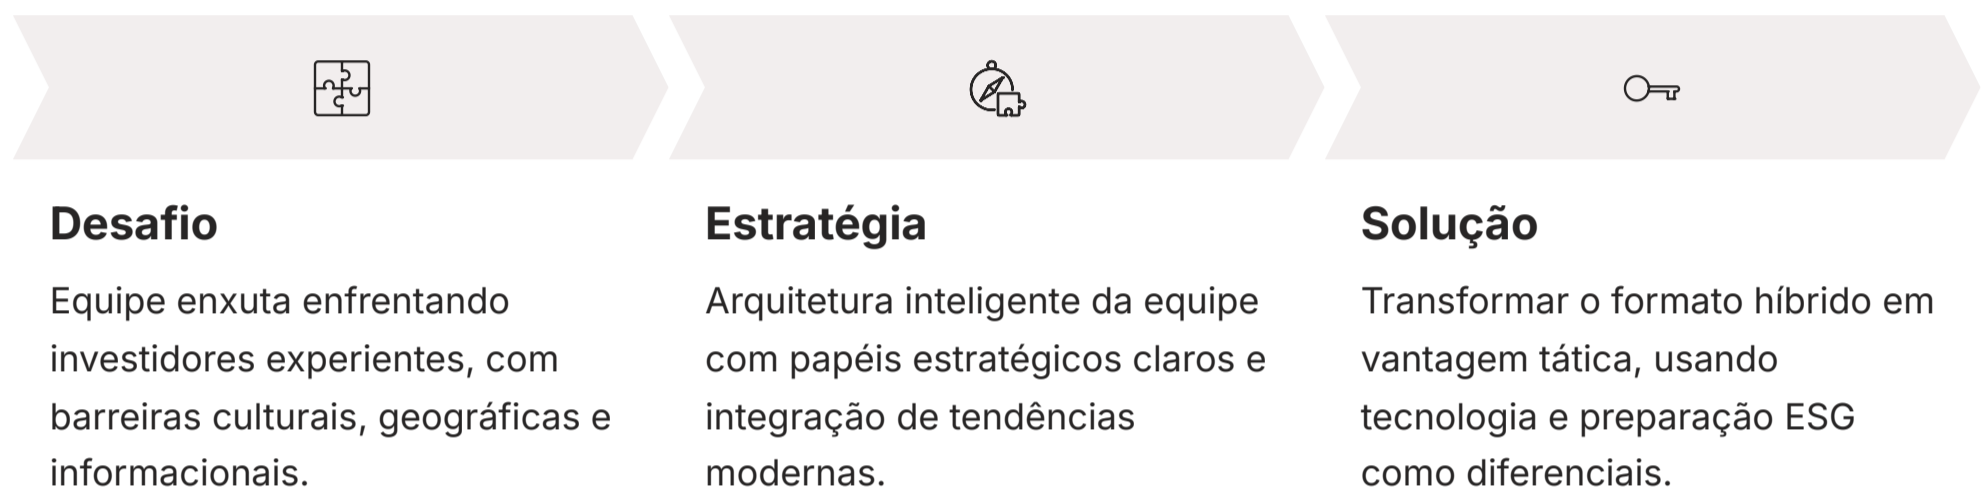 Desafio
Equipe enxuta enfrentando
investidores experientes, com
barreiras culturais, geográficas e
informacionais.
Estratégia
Arquitetura inteligente da equipe
com papéis estratégicos claros e
integração de tendências
modernas.
Solução
Transformar o formato híbrido em
vantagem tática, usando
tecnologia e preparação ESG
como diferenciais.